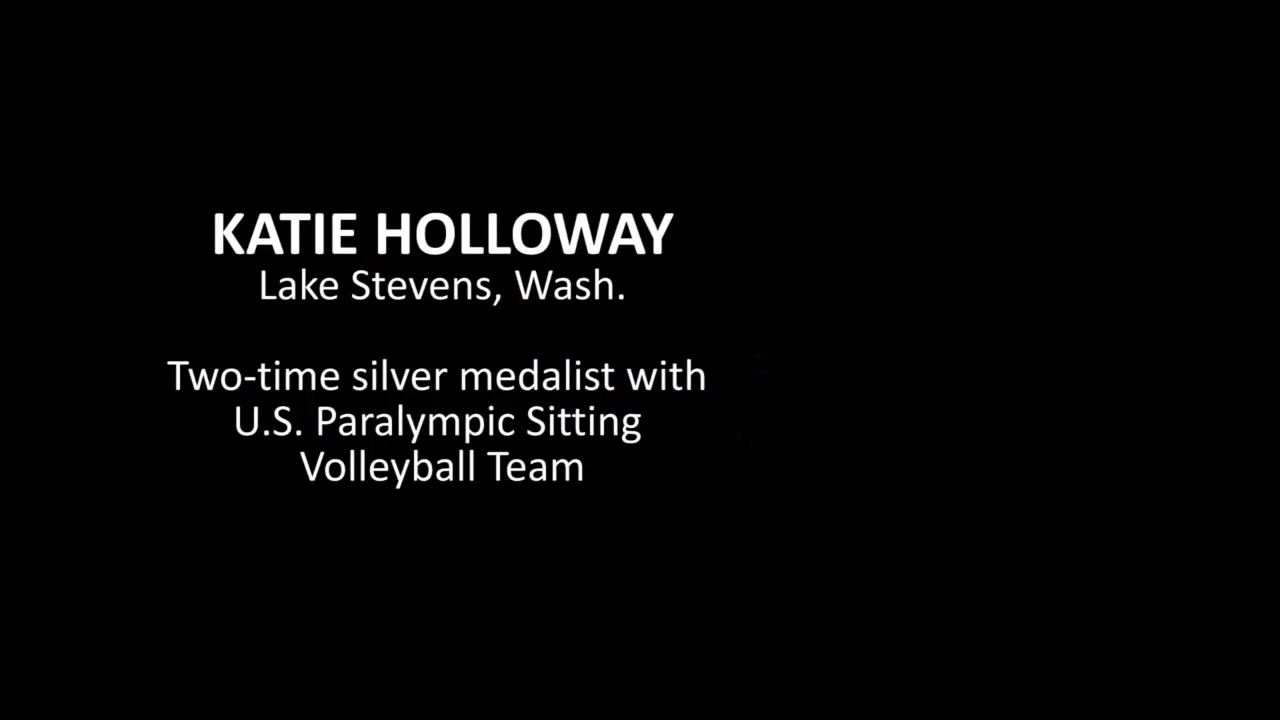 KATIE HOLLOWAY
Lake Stevens, Wash.
Two-time silver medalist with
U.S. Paralympic Sitting
Volleyball Team